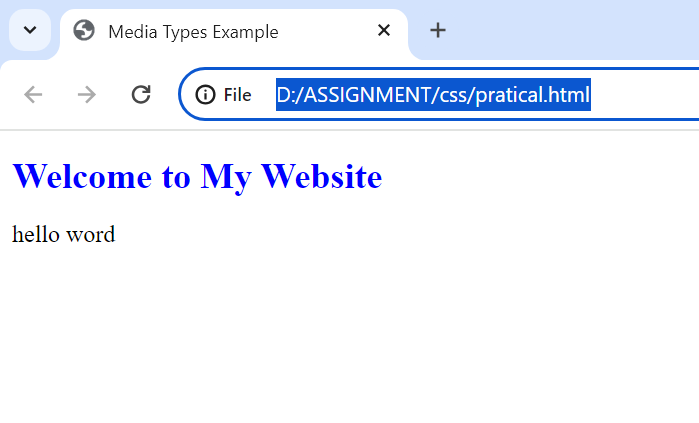 Media Types Example
File D:/ASSIGNMENT/css/pratical.html
Welcome to My Website
hello word